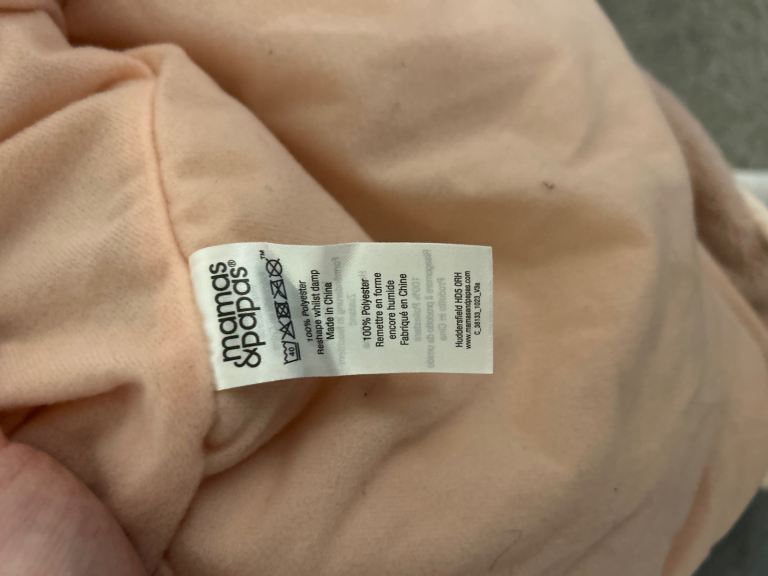 mamas
&papas®
™
40
100% Polyester
Reshape whilst damp
Made in China
100% Polyester
Remettre en forme
encore humide
Fabriqué en Chine
Huddersfield HD5 0RH
www.mamasandpapas.com